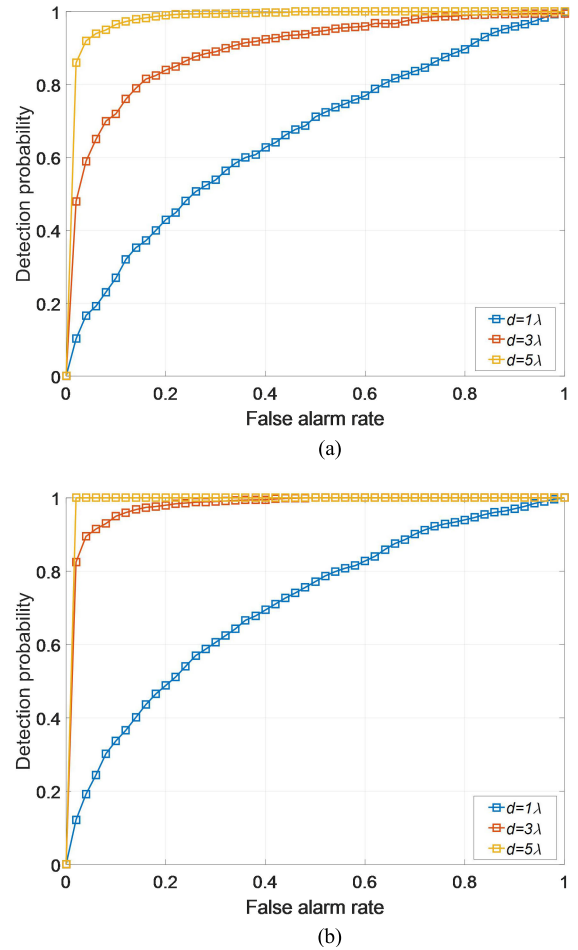 1
0.8
0.6
0.4
0.2
0
Detection probability
d=1λ
d=3λ
d=5λ
0 0.2 0.4 0.6 0.8 1
False alarm rate
(a)
1
0.8
0.6
0.4
0.2
0
Detection probability
d=1λ
d=3λ
d=5λ
0 0.2 0.4 0.6 0.8 1
False alarm rate
(b)